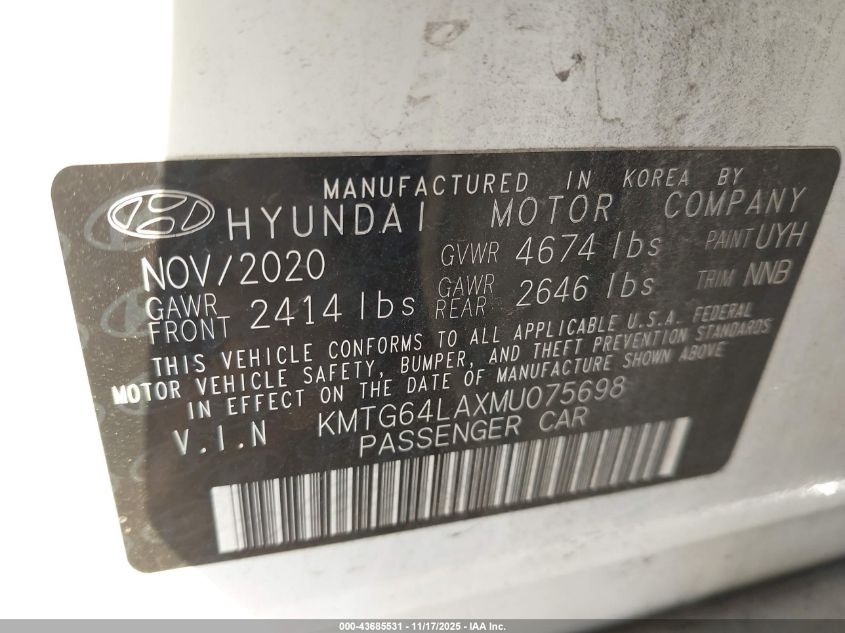 MANUFACTURED IN KOREA BY
HYUNDAI MOTOR COMPANY
NOV/2020 GVWR 4674 lbs PAINT UYH
GAWR FRONT 2414 lbs GAWR REAR 2646 lbs TRIM NNB
THIS VEHICLE CONFORMS TO ALL APPLICABLE U.S.A. FEDERAL
MOTOR VEHICLE SAFETY, BUMPER, AND THEFT PREVENTION STANDARDS
IN EFFECT ON THE DATE OF MANUFACTURE SHOWN ABOVE
V.I.N KMTG64LAXMU075698
PASSENGER CAR
000-43685531 - 11/17/2025 - IAA Inc.